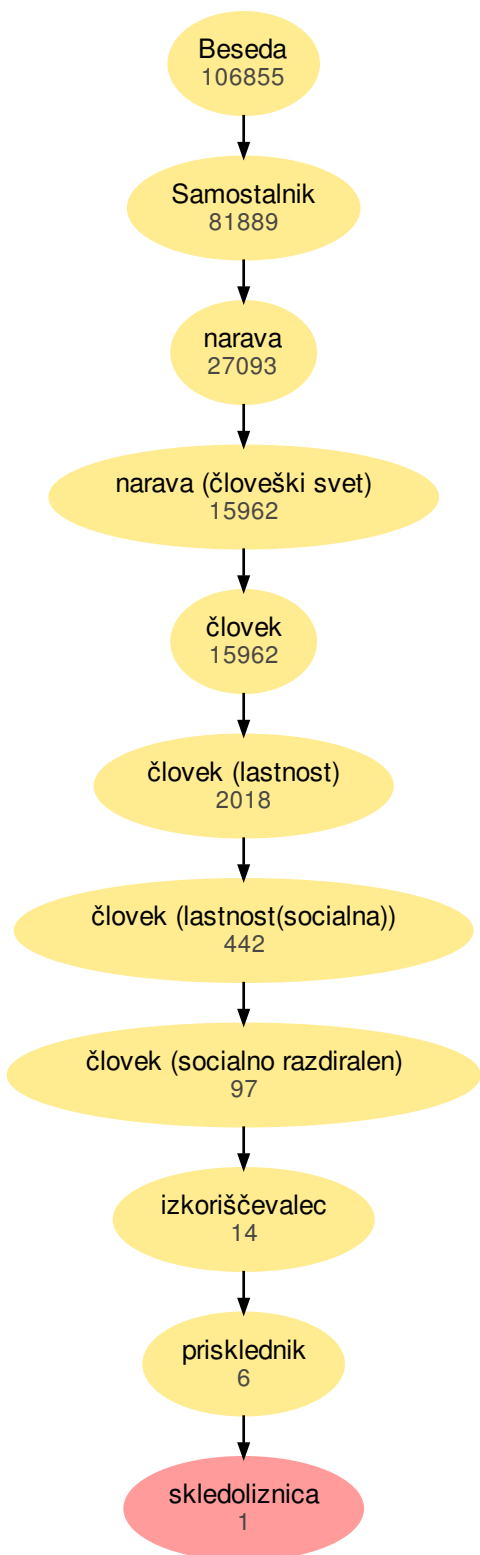 Beseda
106855
Samostalnik
81889
narava
27093
narava (človeški svet)
15962
človek
15962
človek (lastnost)
2018
človek (lastnost(socialna))
442
človek (socialno razdiralen)
97
izkoriščevalec
14
prisklednik
6
skledoliznica
1